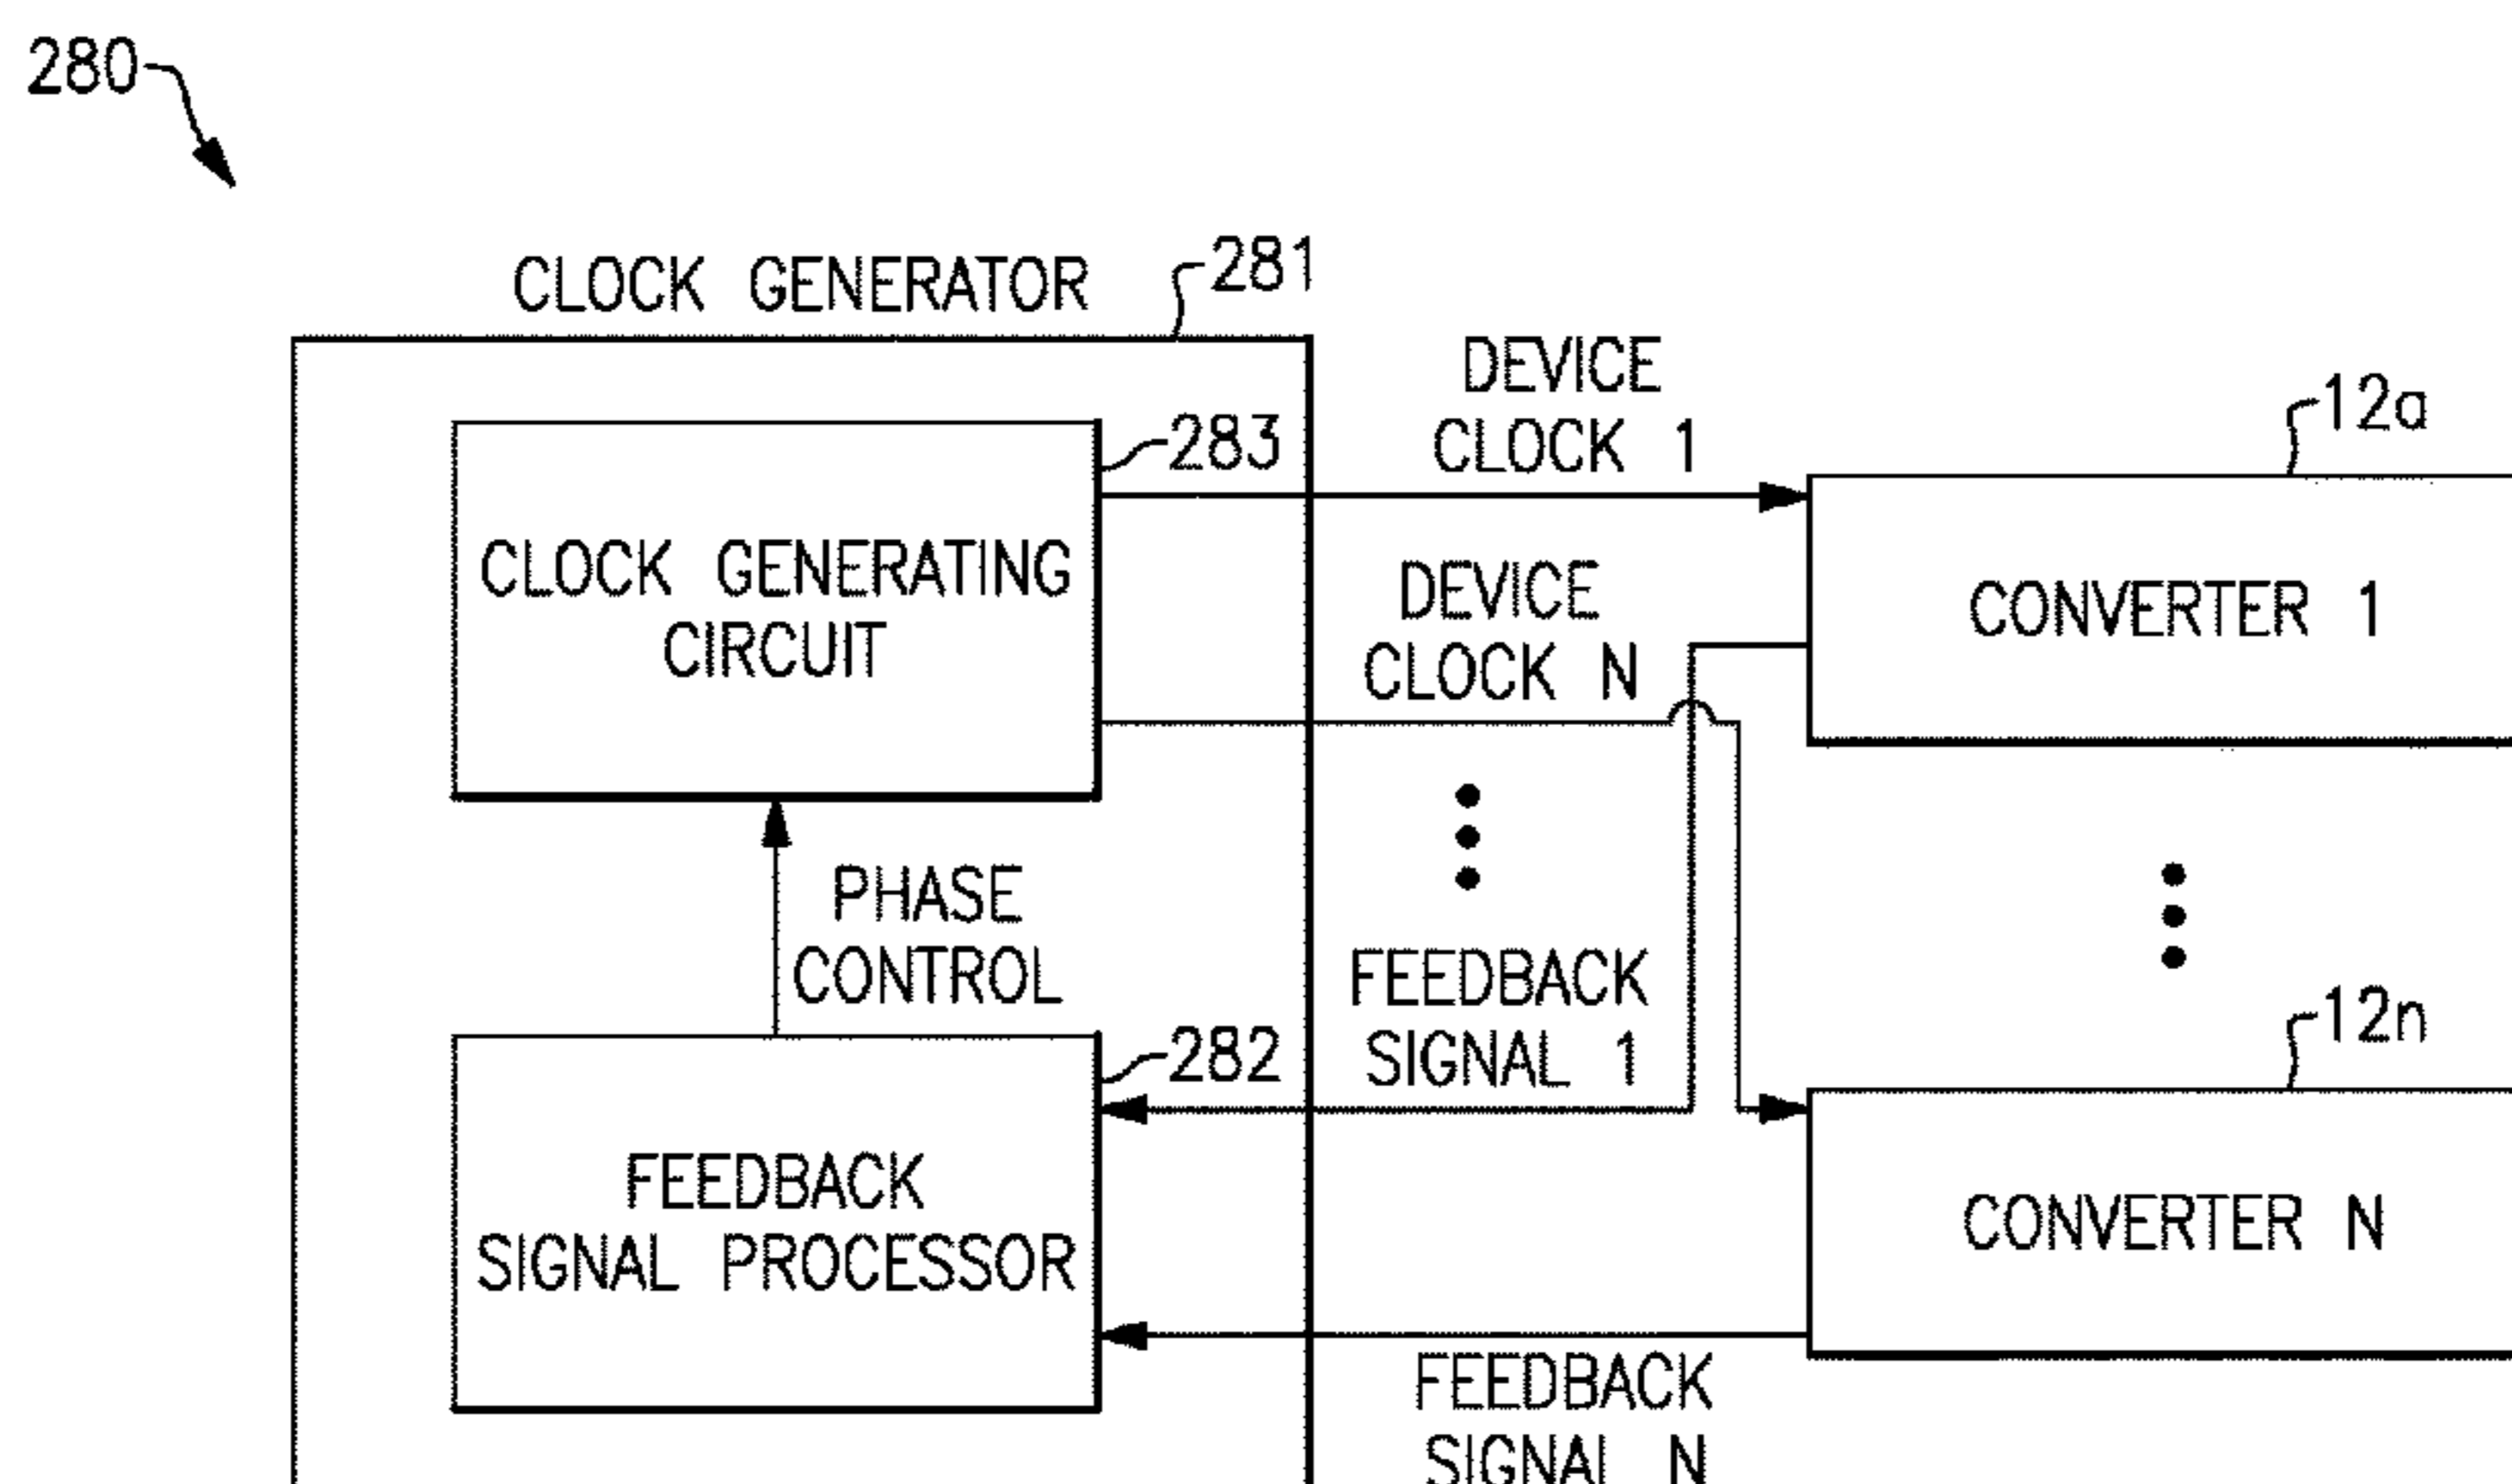 280
CLOCK GENERATOR
281
DEVICE
CLOCK 1
12a
283
CLOCK GENERATING
CIRCUIT
DEVICE
CLOCK N
CONVERTER 1
PHASE
CONTROL
FEEDBACK
SIGNAL 1
12n
282
FEEDBACK
SIGNAL PROCESSOR
CONVERTER N
FEEDBACK
SIGNAL N